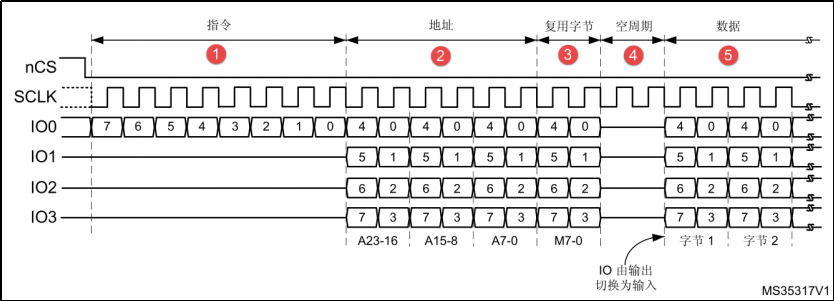 指令 地址 复用字节 空周期 数据
1 2 3 4 5
nCS
SCLK
IO0 7 6 5 4 3 2 1 0 4 0 4 0 4 0 4 0 4 0 4 0
IO1 5 1 5 1 5 1 5 1 5 1 5 1
IO2 6 2 6 2 6 2 6 2 6 2 6 2
IO3 7 3 7 3 7 3 7 3 7 3 7 3
A23-16 A15-8 A7-0 M7-0 字节 1 字节 2
IO 由输出
切换为输入
MS35317V1